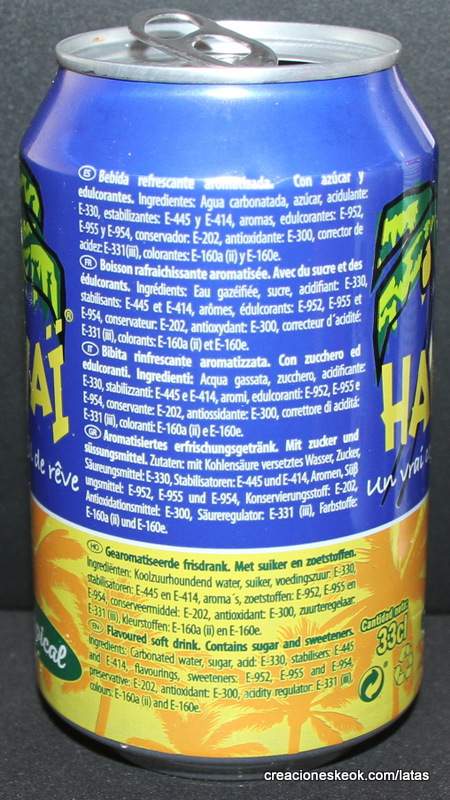 ES Bebida refrescante aromatizada. Con azúcar y
edulcorantes. Ingredientes: Agua carbonatada, azúcar, acidulante:
E-330, estabilizantes: E-445 y E-414, aromas, edulcorantes: E-952,
E-955 y E-954, conservador: E-202, antioxidante: E-300, corrector de
acidez: E-331(iii), colorantes: E-160a (ii) y E-160e.
FR Boisson rafraichissante aromatisée. Avec du sucre et des
édulcorants. Ingrédients: Eau gazéifiée, sucre, acidifiant: E-330,
stabilisants: E-445 et E-414, arômes, édulcorants: E-952, E-955 et
E-954, conservateur: E-202, antioxydant: E-300, correcteur d´acidité:
E-331 (iii), colorants: E-160a (ii) et E-160e.
Bibita rinfrescante aromatizzata. Con zucchero ed
edulcoranti. Ingredienti: Acqua gassata, zucchero, acidificante:
E-330, stabilizzanti: E-445 e E-414, aromi, edulcoranti: E-952, E-955 e
E-954, conservante: E-202, antiossidante: E-300, correttore di aciditá:
E-331 (iii), coloranti: E-160a (ii) e E-160e.
Aromatisiertes erfrischungsgetränk. Mit zucker und
süssungsmittel. Zutaten: mit Kohlensäure versetztes Wasser, Zucker,
Säureungsmittel: E-330, Stabilisatoren: E-445 und E-414, Aromen, Süß
ungsmittel: E-952, E-955 und E-954, Konservierungsstoff: E-202,
Antioxidationsmittel: E-300, Säureregulator: E-331 (iii), Farbstoffe:
E-160a (ii) und E-160e.
Gearomatiseerde frisdrank. Met suiker en zoetstoffen.
Ingrediënten: Koolzuurhoudend water, suiker, voedingszuur: E-330,
stabilisatoren: E-445 en E-414, aroma´s, zoetstoffen: E-952, E-955 en
E-954, conserveermiddel: E-202, antioxidant: E-300, zuurteregelaar:
E-331 (iii), kleurstoffen: E-160a (ii) en E-160e.
Flavoured soft drink. Contains sugar and sweeteners.
Ingredients: Carbonated water, sugar, acid: E-330, stabilisers: E-445
and E-414, flavourings, sweeteners: E-952, E-955 and E-954,
preservative: E-202, antioxidant: E-300, acidity regulator: E-331 (iii),
colours: E-160a (ii) and E-160e.
AÏ®
de rêve
pical
HA
un vrai
Cantidad neta:
33 cl
creacioneskeok.com/latas